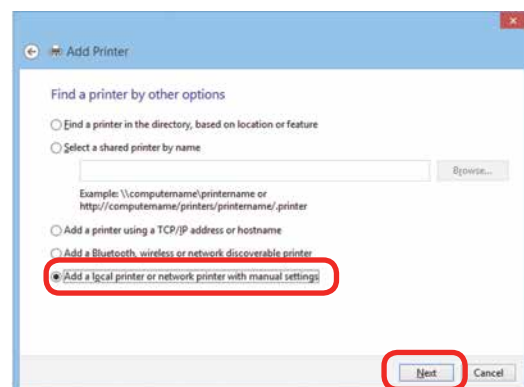 Add Printer
Find a printer by other options
Find a printer in the directory, based on location or feature
Select a shared printer by name
Browse...
Example: \\computername\printername or
http://computername/printers/printername/.printer
Add a printer using a TCP/IP address or hostname
Add a Bluetooth, wireless or network discoverable printer
Add a local printer or network printer with manual settings
Next Cancel